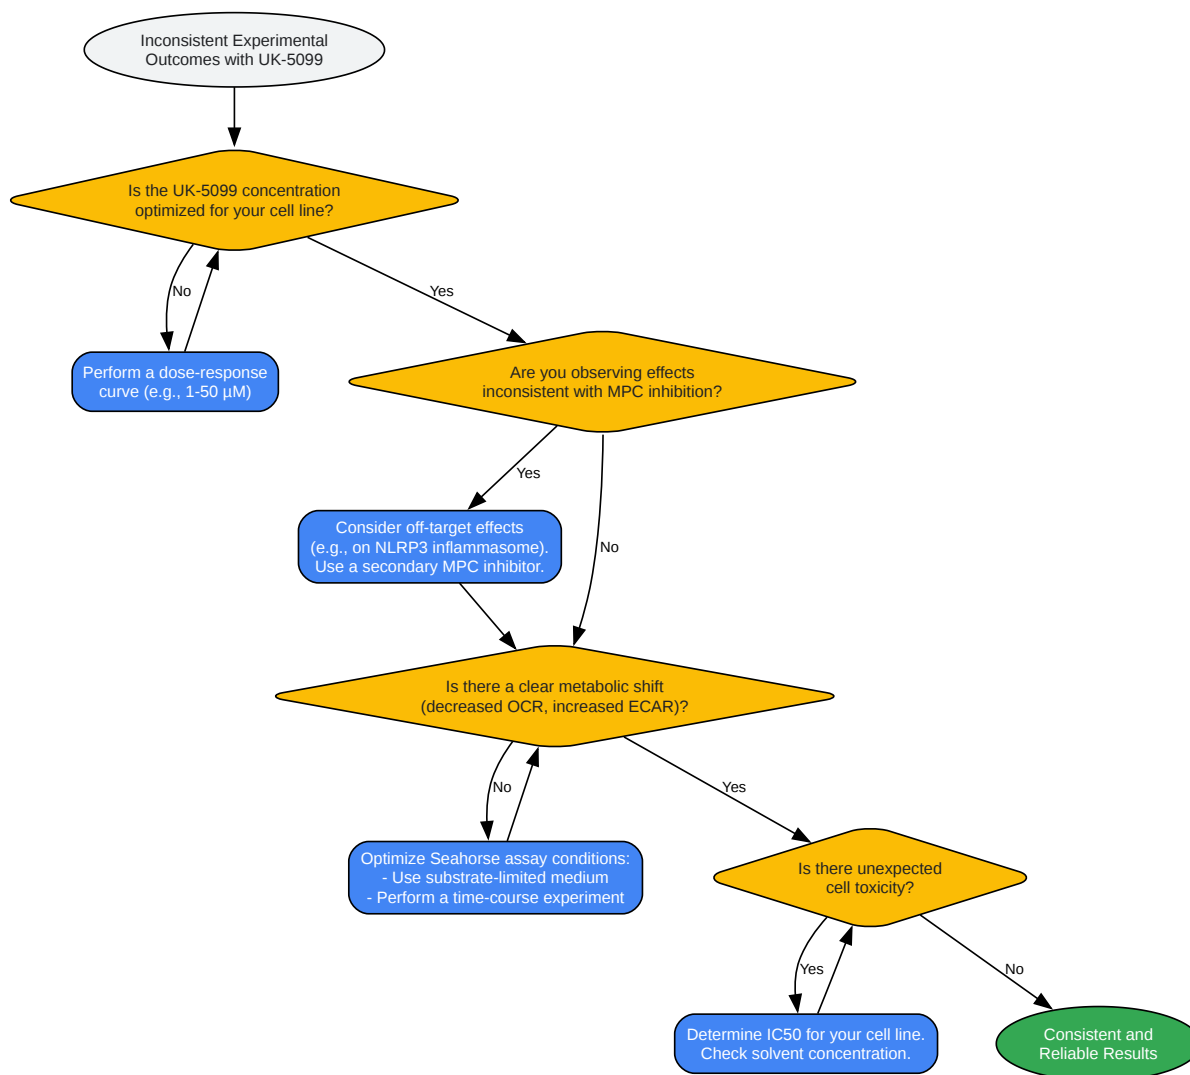 Inconsistent Experimental
Outcomes with UK-5099
Is the UK-5099 concentration
optimized for your cell line?
No
Yes
Perform a dose-response
curve (e.g., 1-50 µM)
Are you observing effects
inconsistent with MPC inhibition?
Yes
No
Consider off-target effects
(e.g., on NLRP3 inflammasome).
Use a secondary MPC inhibitor.
Is there a clear metabolic shift
(decreased OCR, increased ECAR)?
No
Yes
Optimize Seahorse assay conditions:
- Use substrate-limited medium
- Perform a time-course experiment
Is there unexpected
cell toxicity?
Yes
No
Determine IC50 for your cell line.
Check solvent concentration.
Consistent and
Reliable Results